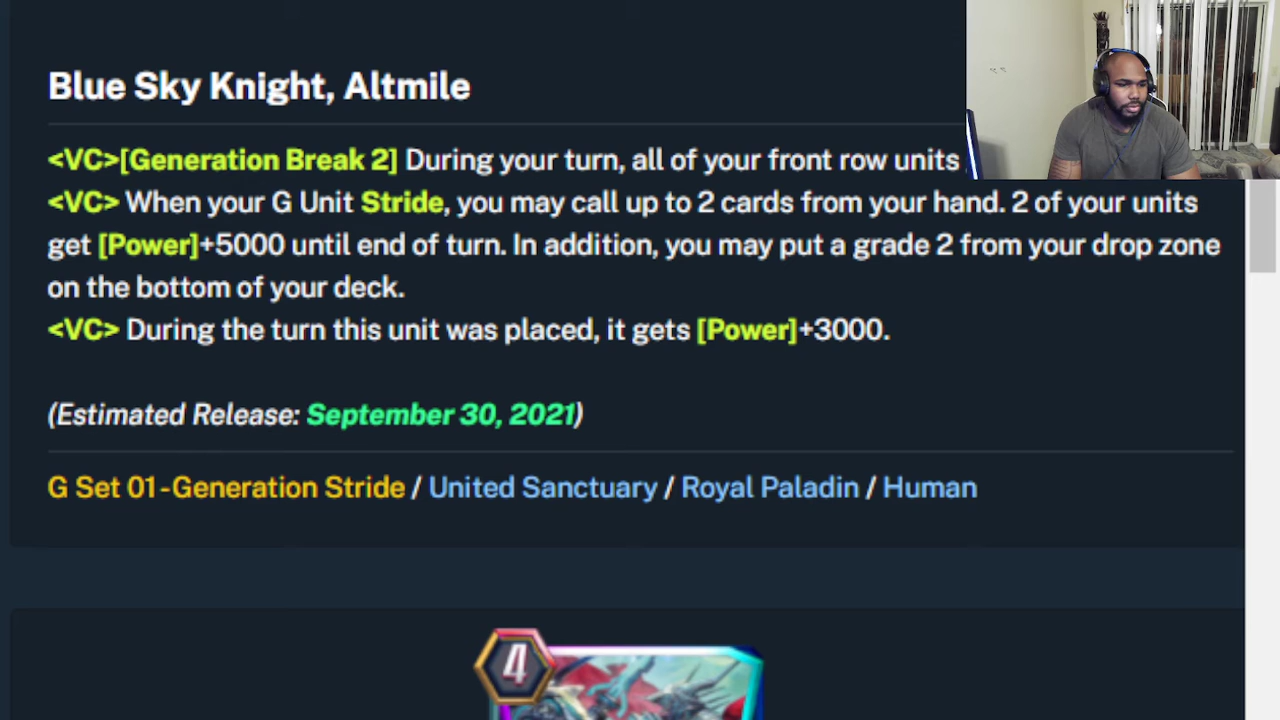 Blue Sky Knight, Altmile
<VC>[Generation Break 2] During your turn, all of your front row units
<VC> When your G Unit Stride, you may call up to 2 cards from your hand. 2 of your units
get [Power]+5000 until end of turn. In addition, you may put a grade 2 from your drop zone
on the bottom of your deck.
<VC> During the turn this unit was placed, it gets [Power]+3000.
(Estimated Release: September 30, 2021)
G Set 01 - Generation Stride / United Sanctuary / Royal Paladin / Human
4